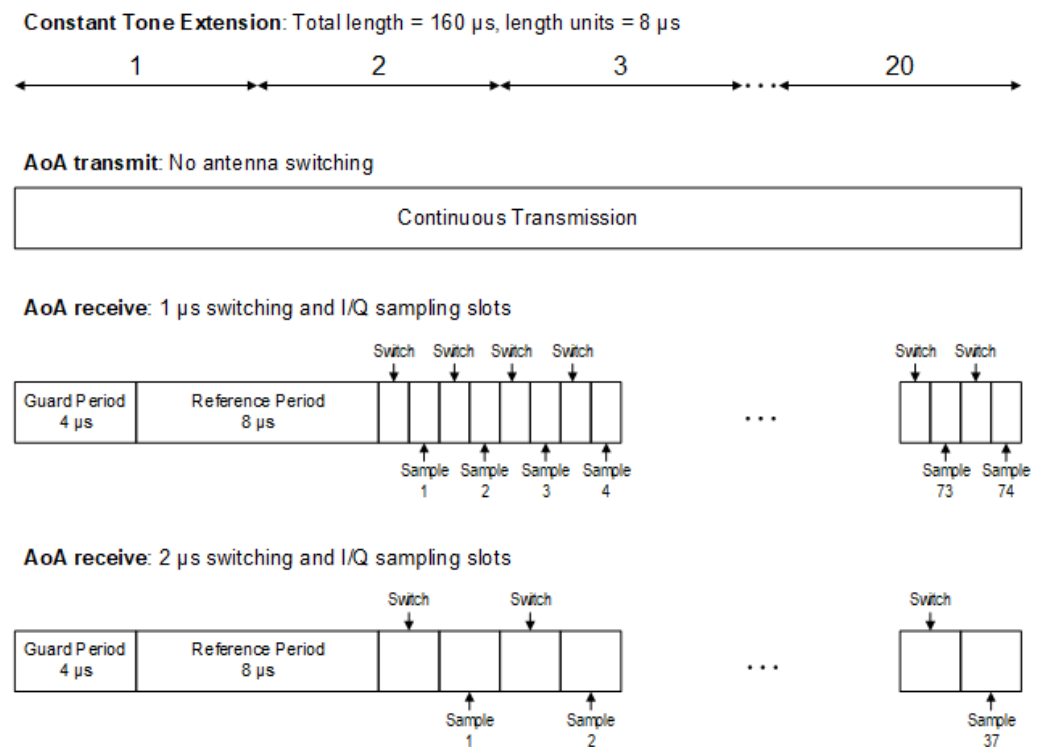 Constant Tone Extension: Total length = 160 µs, length units = 8 µs
1 2 3 ... 20
AoA transmit: No antenna switching
Continuous Transmission
AoA receive: 1 µs switching and I/Q sampling slots
Switch Switch Switch Switch Switch Switch
Guard Period
4 µs
Reference Period
8 µs
...
Sample
1
Sample
2
Sample
3
Sample
4
Sample
73
Sample
74
AoA receive: 2 µs switching and I/Q sampling slots
Switch Switch Switch
Guard Period
4 µs
Reference Period
8 µs
...
Sample
1
Sample
2
Sample
37